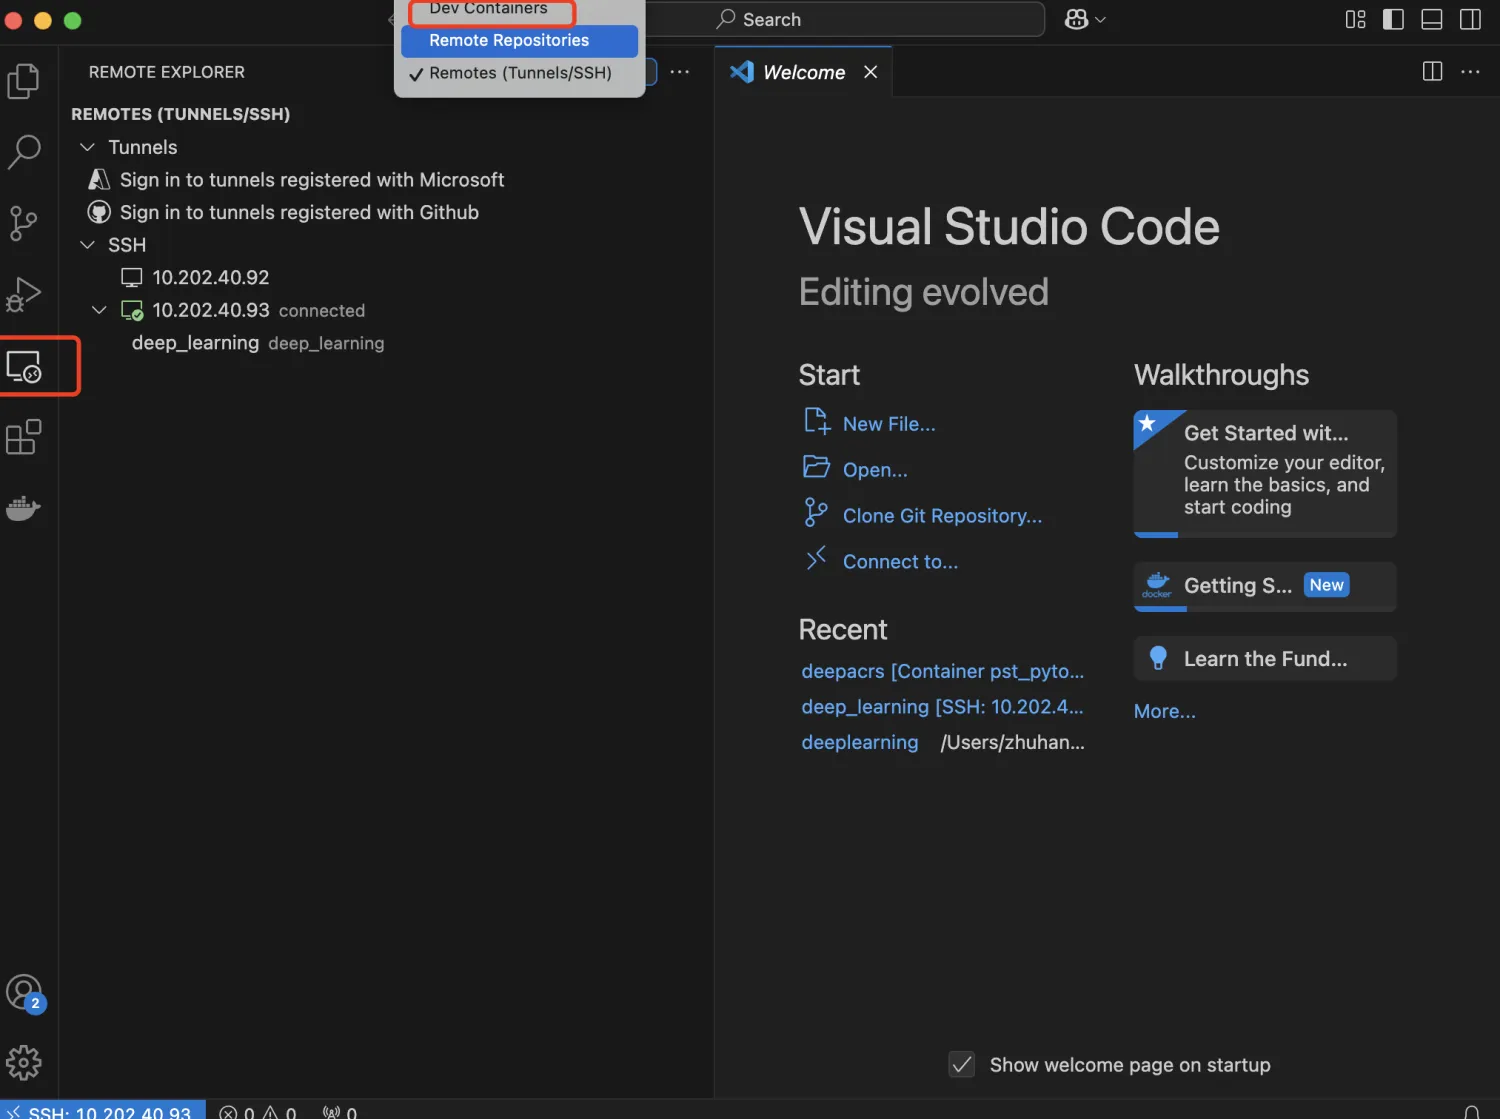 Dev Containers
Remote Repositories
Remotes (Tunnels/SSH)
Search
REMOTE EXPLORER
Welcome
REMOTES (TUNNELS/SSH)
Tunnels
Sign in to tunnels registered with Microsoft
Sign in to tunnels registered with Github
SSH
10.202.40.92
10.202.40.93 connected
deep_learning deep_learning
Visual Studio Code
Editing evolved
Start
New File...
Open...
Clone Git Repository...
Connect to...
Recent
deepacrs [Container pst_pyto...
deep_learning [SSH: 10.202.4...
deeplearning /Users/zhuhan...
Walkthroughs
Get Started wit...
Customize your editor,
learn the basics, and
start coding
docker
Getting S... New
Learn the Fund...
More...
2
Show welcome page on startup
SSH: 10.202.40.93 0 0 0